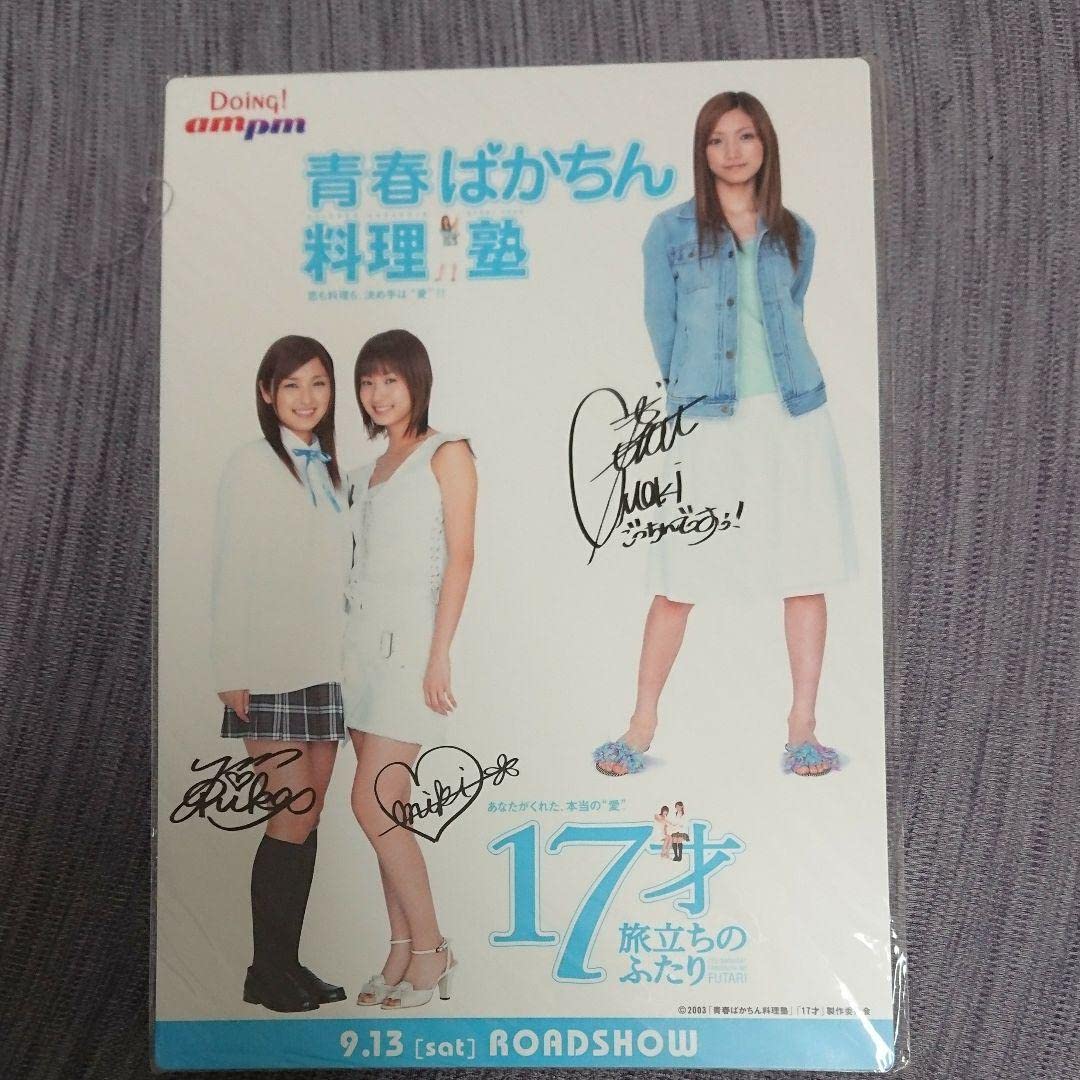 DOING!
ampm
青春ばかちん
料理塾
恋も料理も、決め手は“愛”!!
Maki
ごっちんでーすぅ!
miki
あなたがくれた、本当の“愛”
17才
旅立ちの
ふたり
FUTARI
©2003「青春ばかちん料理塾」「17才」製作委員会
9.13 [sat] ROADSHOW